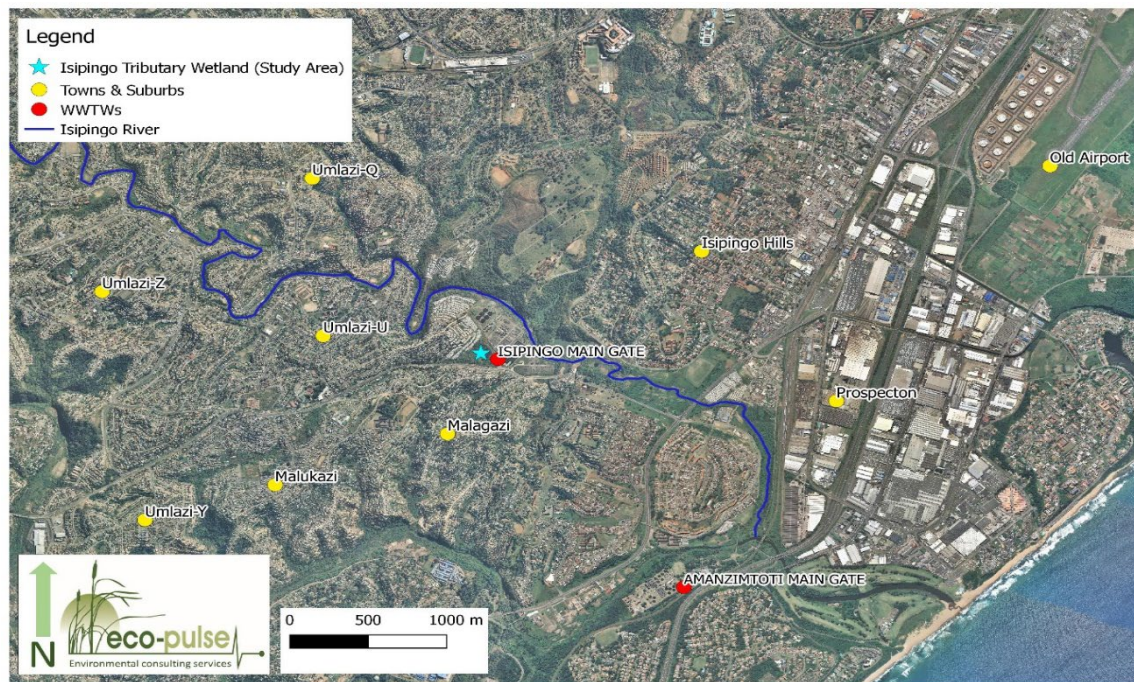 Legend
Isipingo Tributary Wetland (Study Area)
Towns & Suburbs
WWTWs
Isipingo River
Umlazi-Q
Old Airport
Isipingo Hills
Umlazi-Z
Umlazi-U
ISIPINGO MAIN GATE
Prospecton
Malagazi
Malukazi
Umlazi-Y
AMANZIMTOTI MAIN GATE
N
eco-pulse
Environmental consulting services
0 500 1000 m